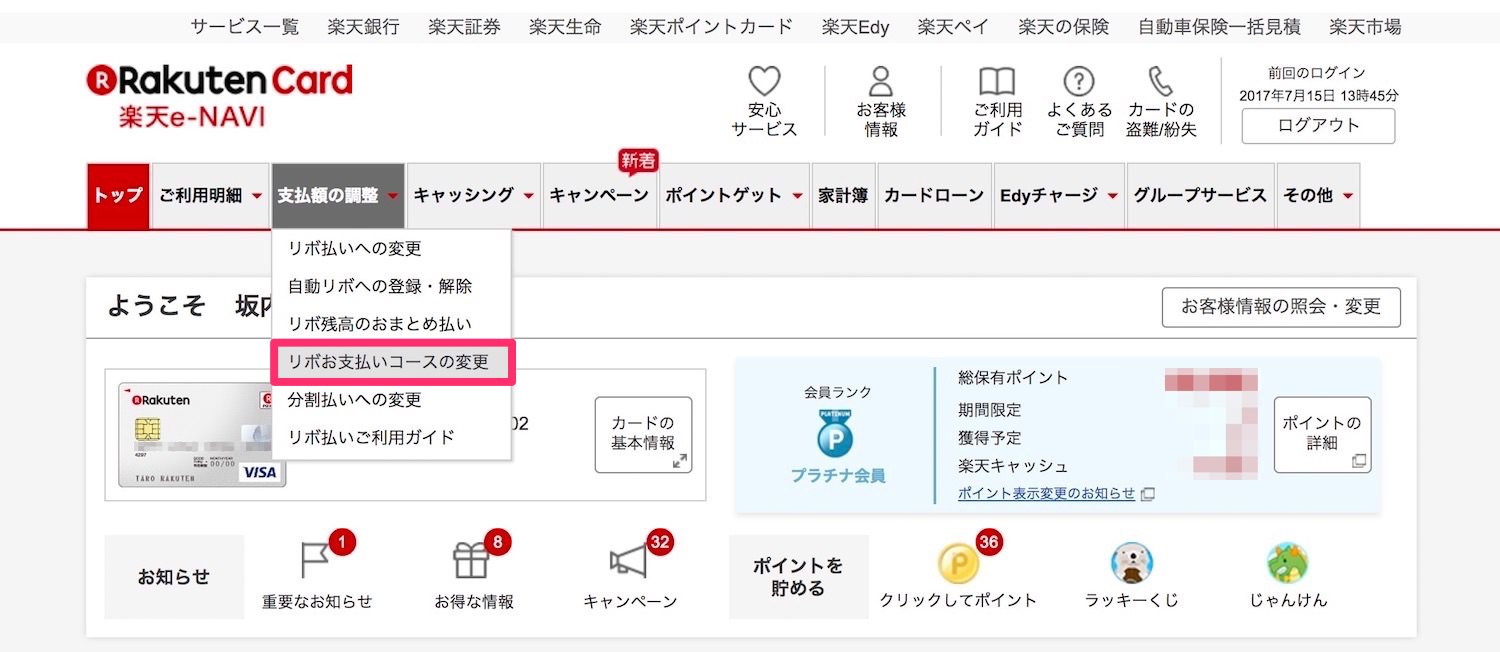 サービス一覧 楽天銀行 楽天証券 楽天生命 楽天ポイントカード 楽天Edy 楽天ペイ 楽天の保険 自動車保険一括見積 楽天市場
Rakuten Card
楽天e-NAVI
安心
サービス
お客様
情報
ご利用
ガイド
よくある
ご質問
カードの
盗難/紛失
前回のログイン
2017年7月15日 13時45分
ログアウト
新着
トップ ご利用明細 支払額の調整 キャッシング キャンペーン ポイントゲット 家計簿 カードローン Edyチャージ グループサービス その他
リボ払いへの変更
自動リボへの登録・解除
リボ残高のおまとめ払い
リボお支払いコースの変更
分割払いへの変更
リボ払いご利用ガイド
ようこそ 坂内
お客様情報の照会・変更
Rakuten
4297
00/00
VISA
TARO RAKUTEN
02
カードの
基本情報
会員ランク
PLATINUM
P
プラチナ会員
総保有ポイント
期間限定
獲得予定
楽天キャッシュ
ポイント表示変更のお知らせ
ポイントの
詳細
お知らせ
1
重要なお知らせ
8
お得な情報
32
キャンペーン
ポイントを
貯める
36
P
クリックしてポイント
ラッキーくじ
じゃんけん